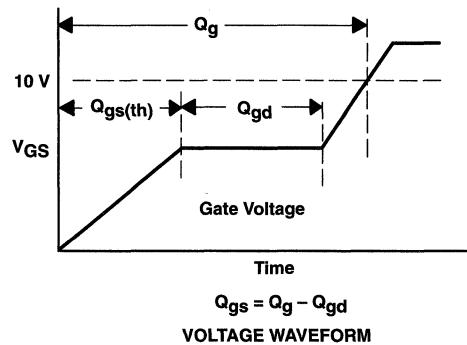 Qg
10 V
Qgs(th)
Qgd
VGS
Gate Voltage
Time
Qgs = Qg – Qgd
VOLTAGE WAVEFORM